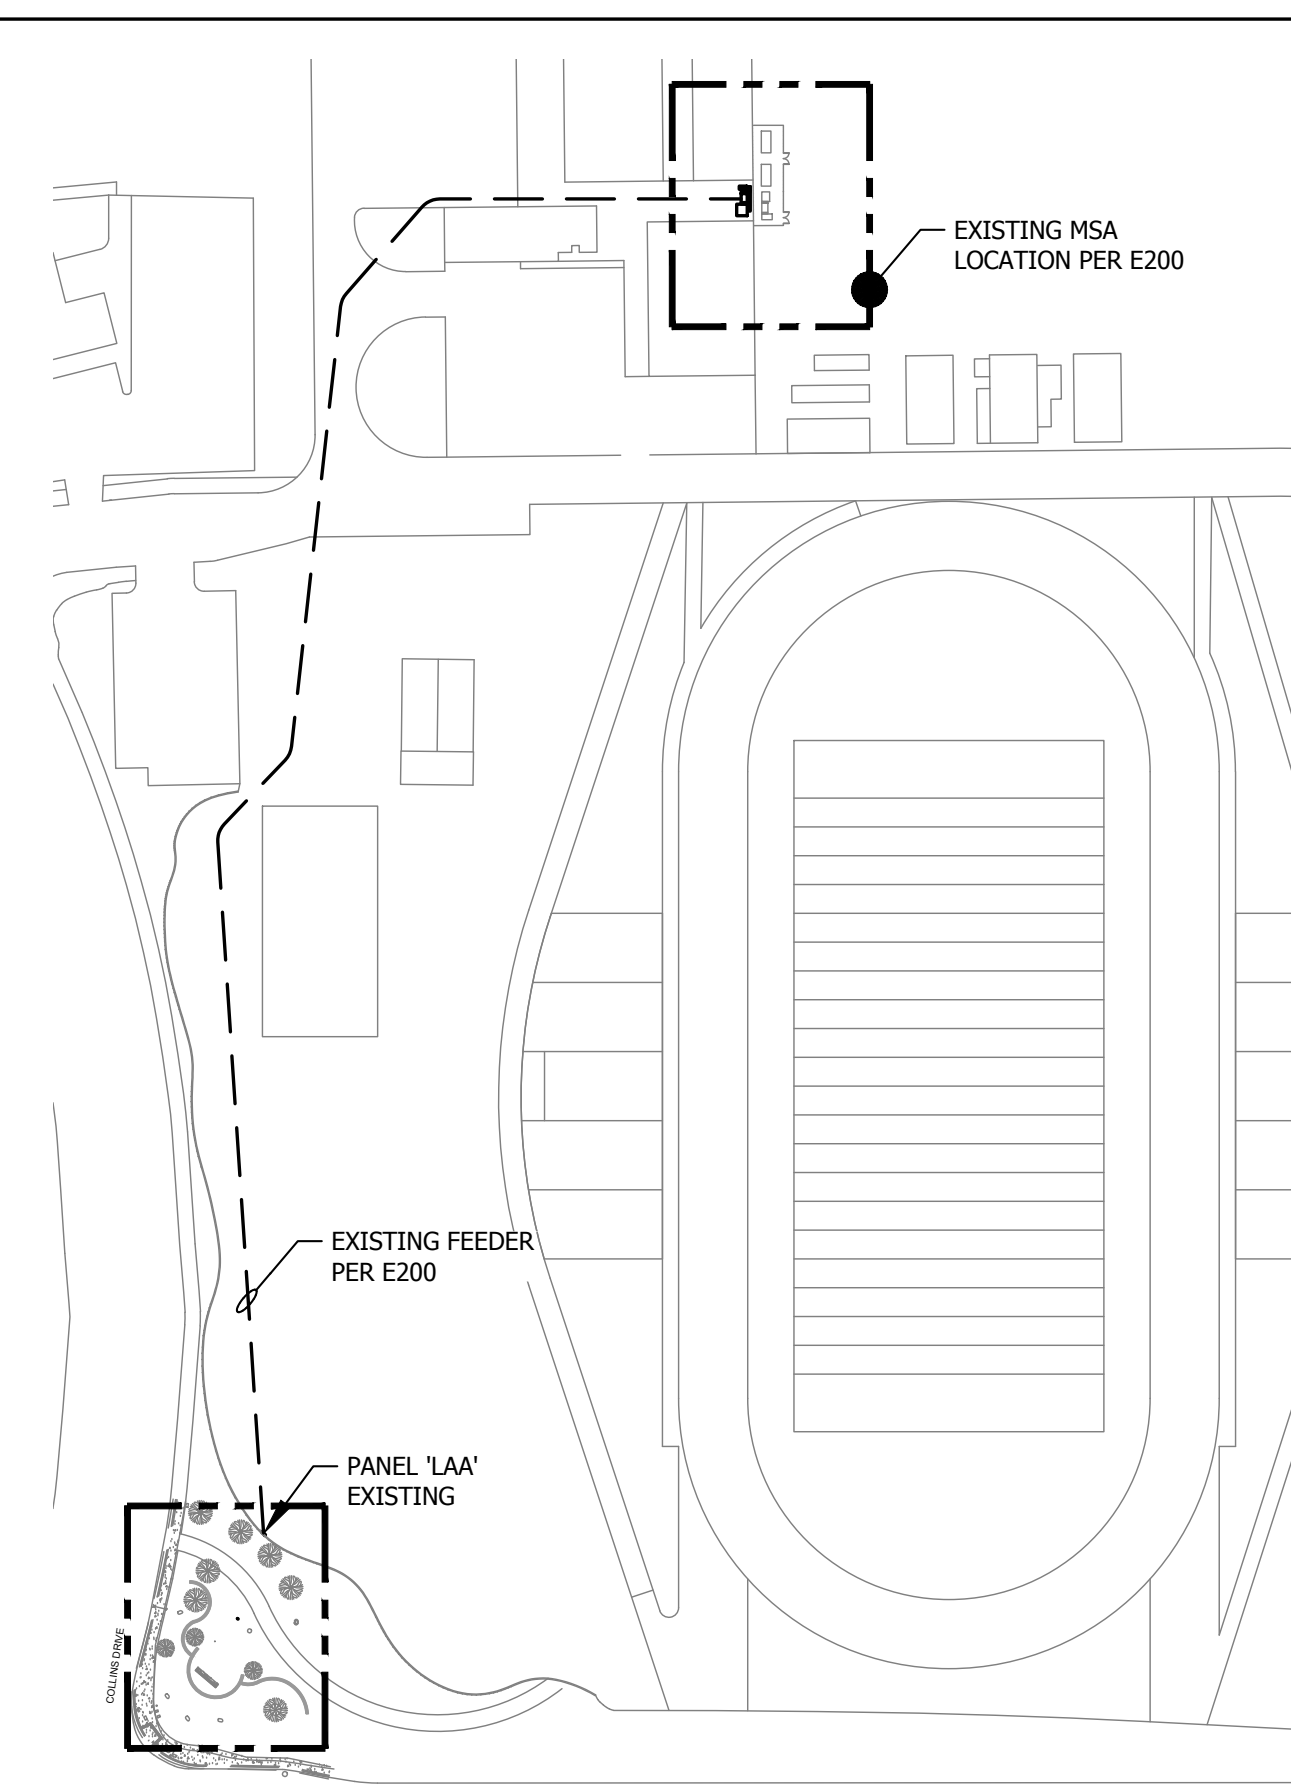 EXISTING MSA
LOCATION PER E200
EXISTING FEEDER
PER E200
PANEL 'LAA'
EXISTING
COLLINS DRIVE